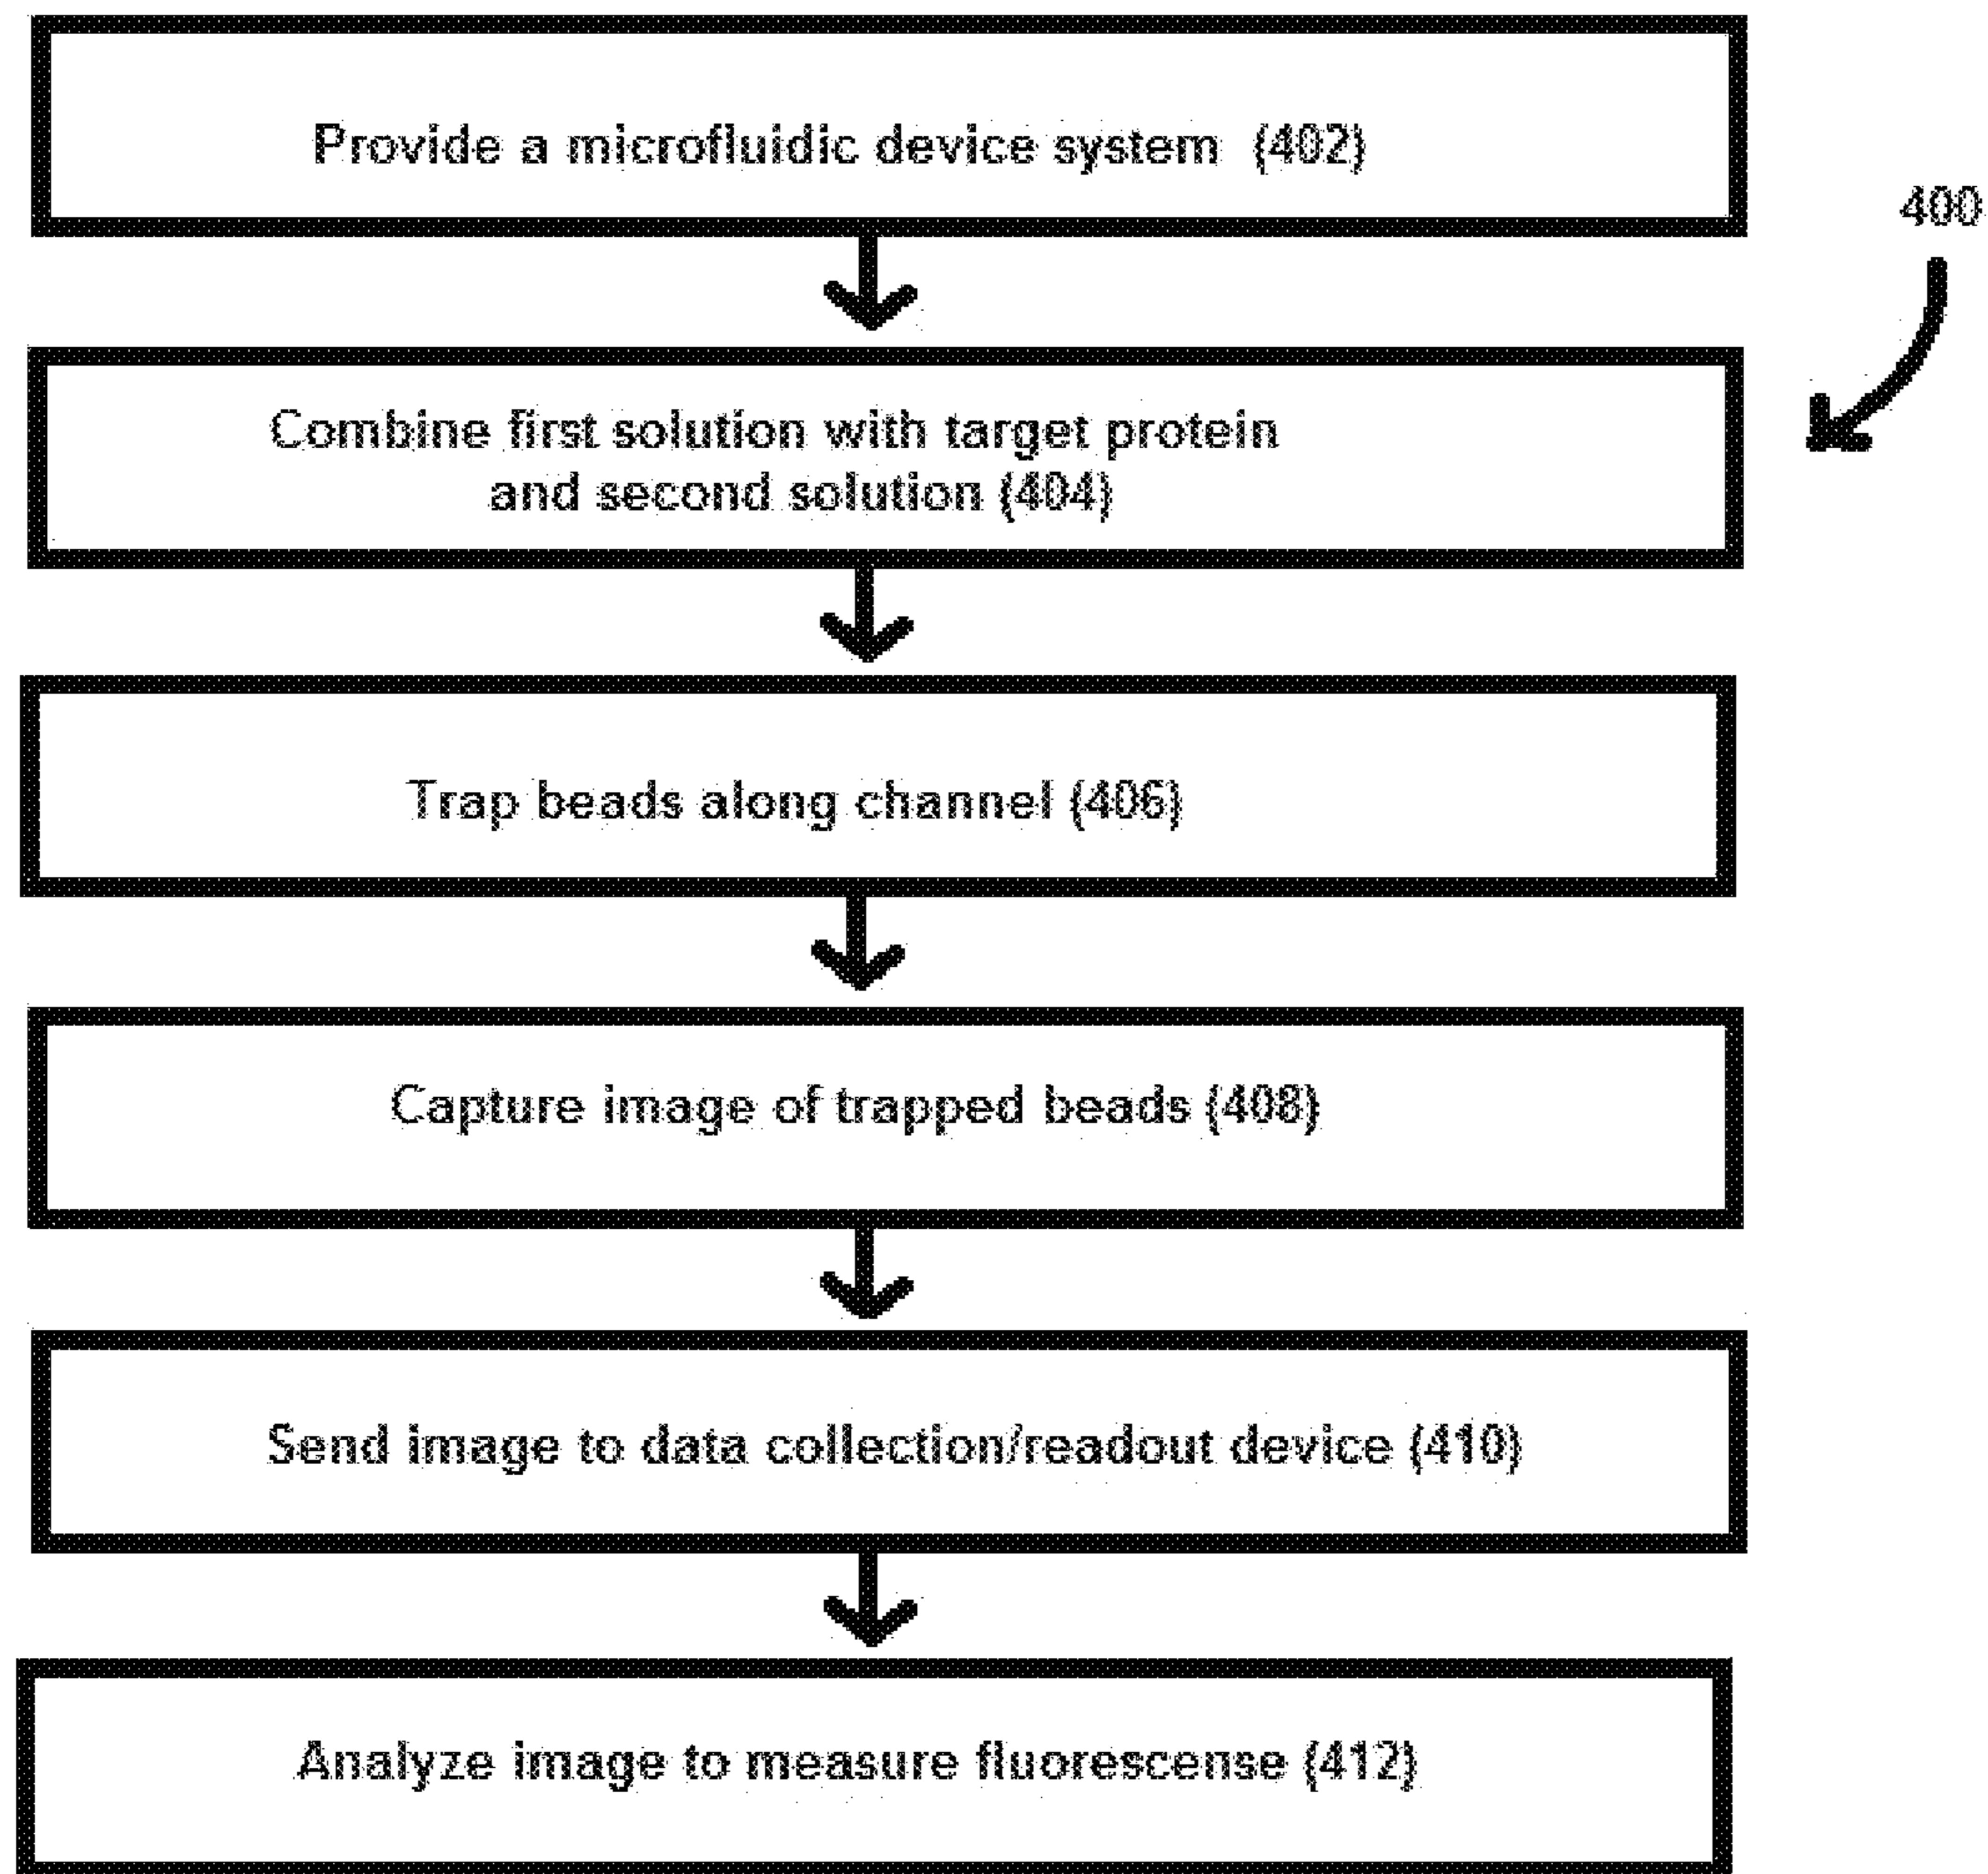 Provide a microfluidic device system (402)
400
Combine first solution with target protein
and second solution (404)
Trap beads along channel (406)
Capture image of trapped beads (408)
Send image to data collection/readout device (410)
Analyze image to measure fluorescense (412)